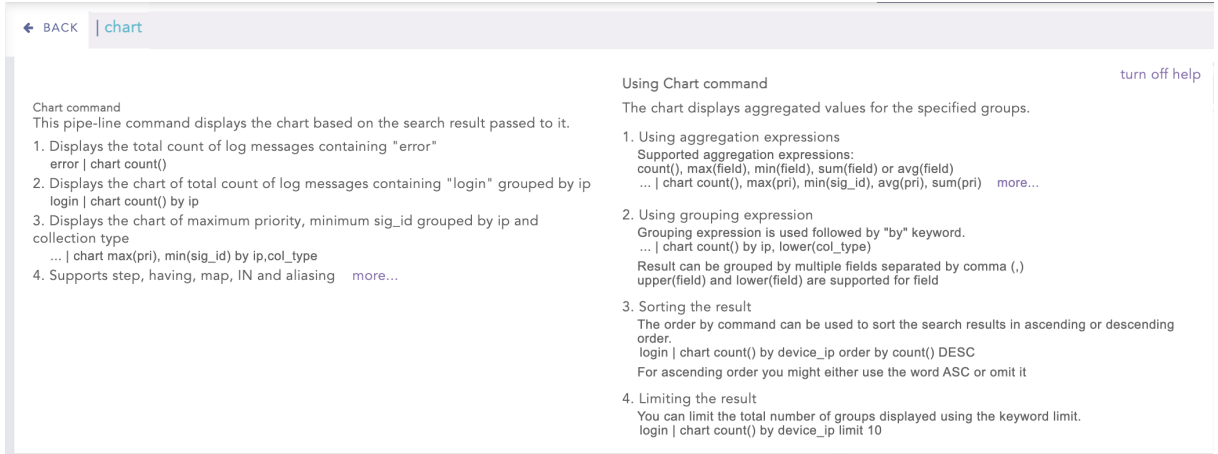 BACK | chart
turn off help
Chart command
This pipe-line command displays the chart based on the search result passed to it.
1. Displays the total count of log messages containing "error"
error | chart count()
2. Displays the chart of total count of log messages containing "login" grouped by ip
login | chart count() by ip
3. Displays the chart of maximum priority, minimum sig_id grouped by ip and
collection type
... | chart max(pri), min(sig_id) by ip,col_type
4. Supports step, having, map, IN and aliasing more...
Using Chart command
The chart displays aggregated values for the specified groups.
1. Using aggregation expressions
Supported aggregation expressions:
count(), max(field), min(field), sum(field) or avg(field)
... | chart count(), max(pri), min(sig_id), avg(pri), sum(pri) more...
2. Using grouping expression
Grouping expression is used followed by "by" keyword.
... | chart count() by ip, lower(col_type)
Result can be grouped by multiple fields separated by comma (,)
upper(field) and lower(field) are supported for field
3. Sorting the result
The order by command can be used to sort the search results in ascending or descending
order.
login | chart count() by device_ip order by count() DESC
For ascending order you might either use the word ASC or omit it
4. Limiting the result
You can limit the total number of groups displayed using the keyword limit.
login | chart count() by device_ip limit 10